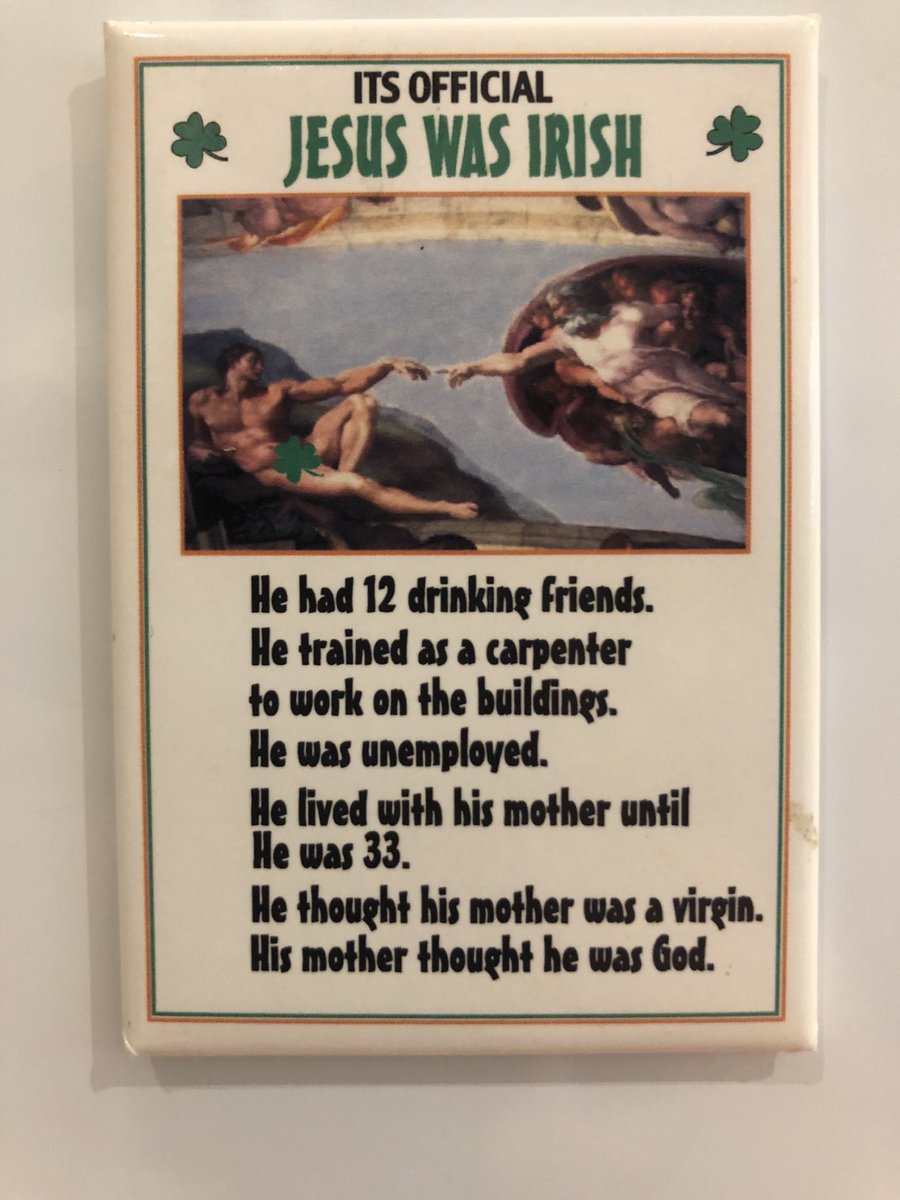 ITS OFFICIAL
JESUS WAS IRISH
He had 12 drinking friends.
He trained as a carpenter
to work on the buildings.
He was unemployed.
He lived with his mother until
He was 33.
He thought his mother was a virgin.
His mother thought he was God.